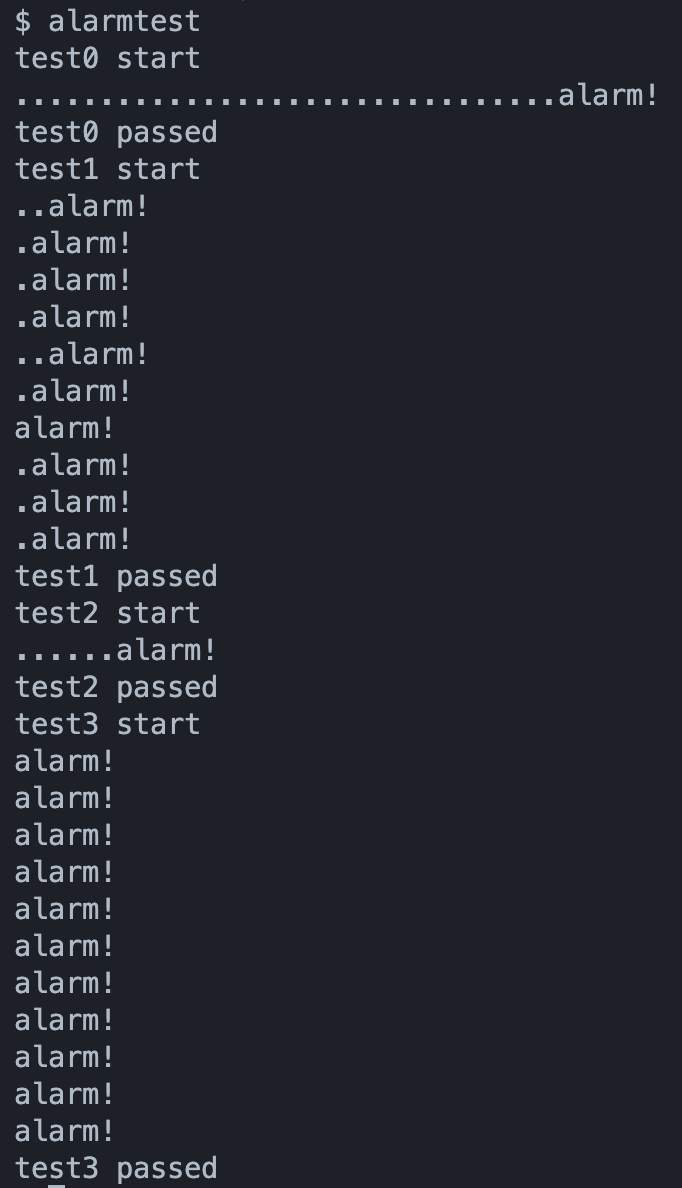 $ alarmtest
test0 start
................................alarm!
test0 passed
test1 start
..alarm!
.alarm!
.alarm!
.alarm!
..alarm!
.alarm!
alarm!
.alarm!
.alarm!
.alarm!
test1 passed
test2 start
......alarm!
test2 passed
test3 start
alarm!
alarm!
alarm!
alarm!
alarm!
alarm!
alarm!
alarm!
alarm!
alarm!
alarm!
test3 passed